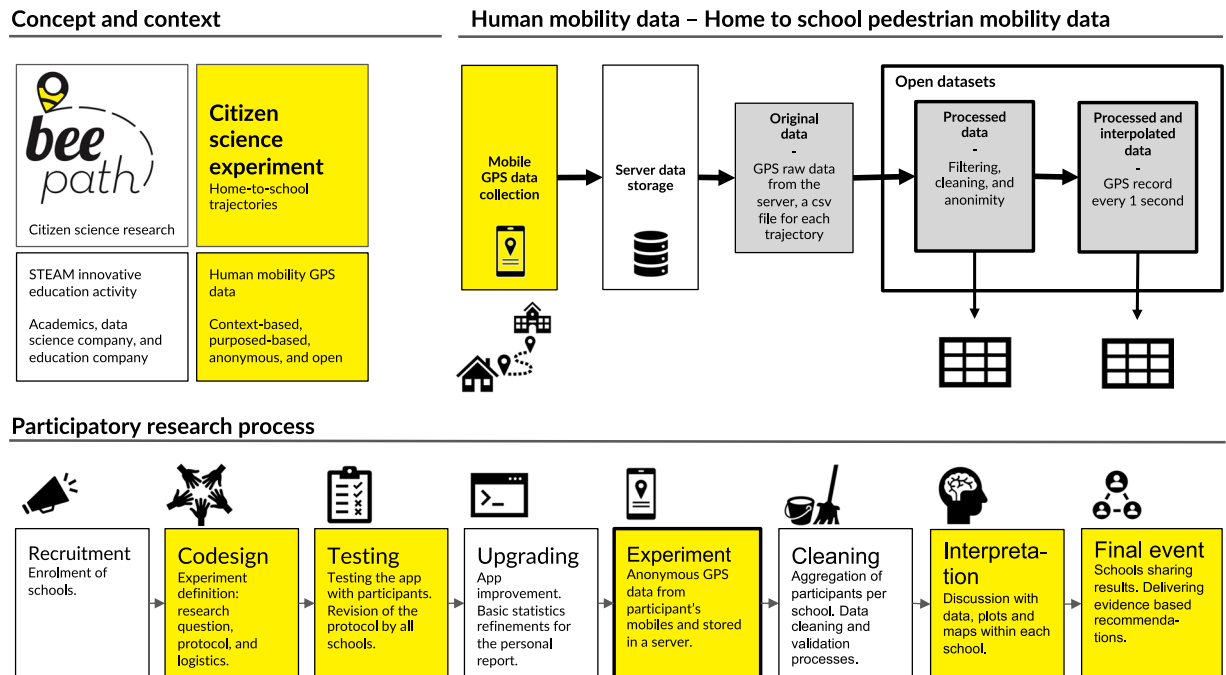 Concept and context
bee
path
Citizen science research
Citizen
science
experiment
Home-to-school
trajectories
STEAM innovative
education activity
Academics, data
science company, and
education company
Human mobility GPS
data
Context-based,
purposed-based,
anonymous, and open
Human mobility data – Home to school pedestrian mobility data
Mobile
GPS data
collection
Server data
storage
Original
data
-
GPS raw data
from the
server, a csv
file for each
trajectory
Open datasets
Processed
data
-
Filtering,
cleaning, and
anonimity
Processed and
interpolated
data
-
GPS record
every 1 second
Participatory research process
Recruitment
Enrolment of
schools.
Codesign
Experiment
definition:
research
question,
protocol, and
logistics.
Testing
Testing the app
with participants.
Revision of the
protocol by all
schools.
>_
Upgrading
App
improvement.
Basic statistics
refinements for
the personal
report.
Experiment
Anonymous GPS
data from
participant's
mobiles and stored
in a server.
Cleaning
Aggregation of
participants per
school. Data
cleaning and
validation
processes.
Interpreta-
tion
Discussion with
data, plots and
maps within each
school.
Final event
Schools sharing
results. Delivering
evidence based
recommenda-
tions.